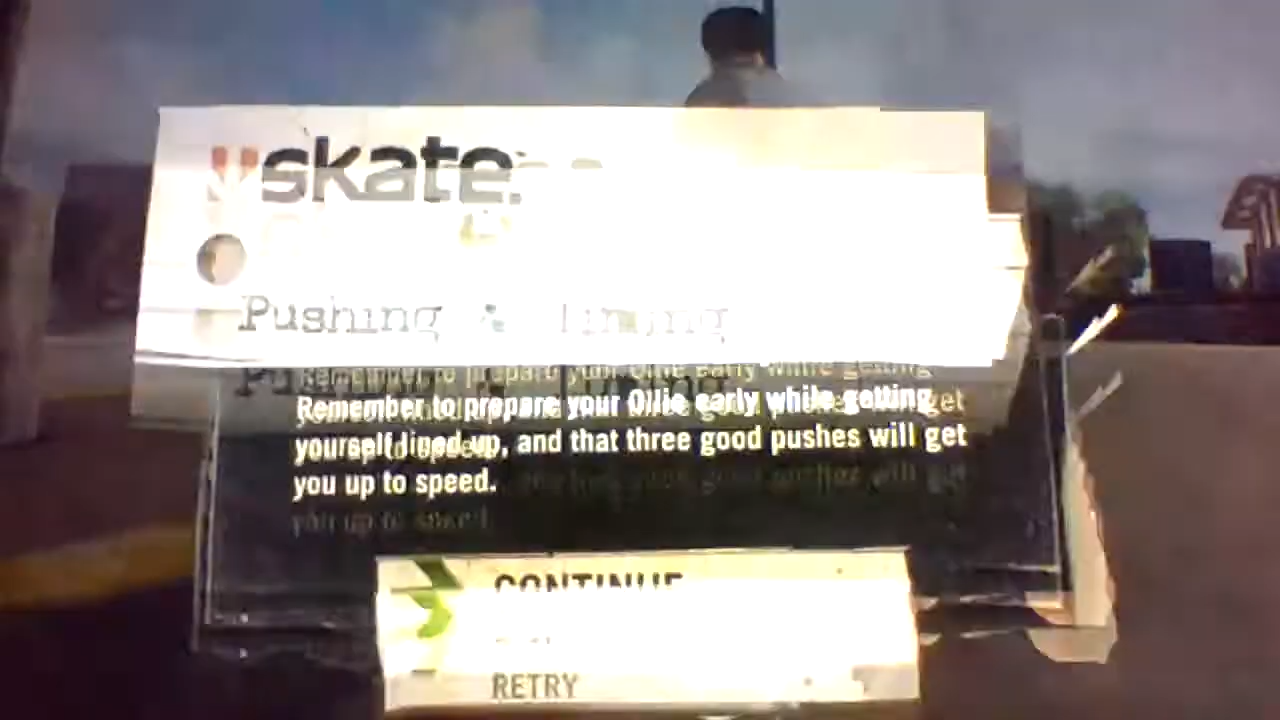 skate.
Pushing &
Remember to prepare your Ollie early while getting
yourself lined up, and that three good pushes will get
you up to speed.
CONTINUE
RETRY